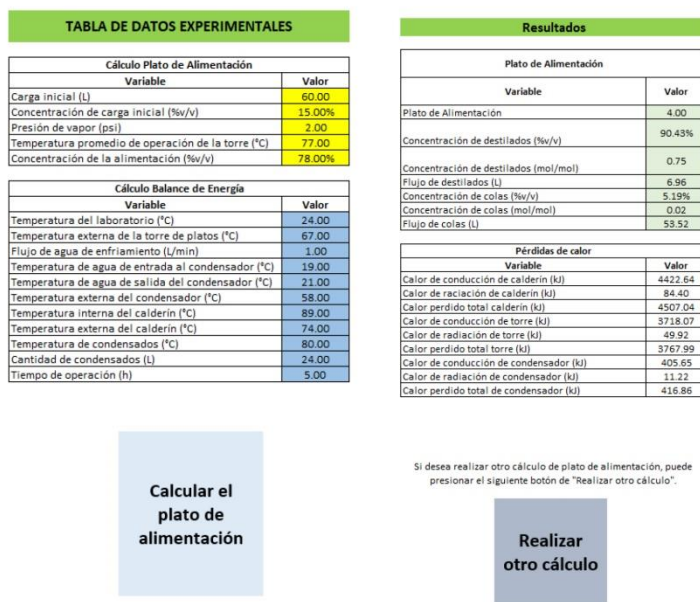 TABLA DE DATOS EXPERIMENTALES
Cálculo Plato de Alimentación
Variable Valor
Carga inicial (L) 60.00
Concentración de carga inicial (%v/v) 15.00%
Presión de vapor (psi) 2.00
Temperatura promedio de operación de la torre (°C) 77.00
Concentración de la alimentación (%v/v) 78.00%
Cálculo Balance de Energía
Variable Valor
Temperatura del laboratorio (°C) 24.00
Temperatura externa de la torre de platos (°C) 67.00
Flujo de agua de enfriamiento (L/min) 1.00
Temperatura de agua de entrada al condensador (°C) 19.00
Temperatura de agua de salida del condensador (°C) 21.00
Temperatura externa del condensador (°C) 58.00
Temperatura interna del calderín (°C) 89.00
Temperatura externa del calderín (°C) 74.00
Temperatura de condensados (°C) 80.00
Cantidad de condensados (L) 24.00
Tiempo de operación (h) 5.00
Calcular el
plato de
alimentación
Resultados
Plato de Alimentación
Variable Valor
Plato de Alimentación 4.00
Concentración de destilados (%v/v) 90.43%
Concentración de destilados (mol/mol) 0.75
Flujo de destilados (L) 6.96
Concentración de colas (%v/v) 5.19%
Concentración de colas (mol/mol) 0.02
Flujo de colas (L) 53.52
Pérdidas de calor
Variable Valor
Calor de conducción de calderín (kJ) 4422.64
Calor de raciación de calderín (kJ) 84.40
Calor perdido total calderín (kJ) 4507.04
Calor de conducción de torre (kJ) 3718.07
Calor de radiación de torre (kJ) 49.92
Calor perdido total torre (kJ) 3767.99
Calor de conducción de condensador (kJ) 405.65
Calor de radiación de condensador (kJ) 11.22
Calor perdido total de condensador (kJ) 416.86
Si desea realizar otro cálculo de plato de alimentación, puede
presionar el siguiente botón de "Realizar otro cálculo".
Realizar
otro cálculo